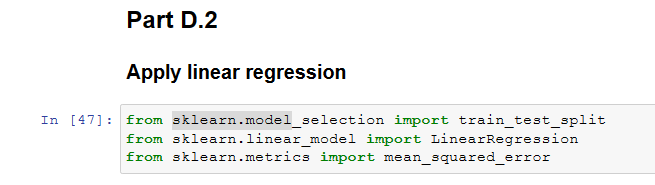 Part D.2
Apply linear regression
In [47]: from sklearn.model_selection import train_test_split
from sklearn.linear_model import LinearRegression
from sklearn.metrics import mean_squared_error